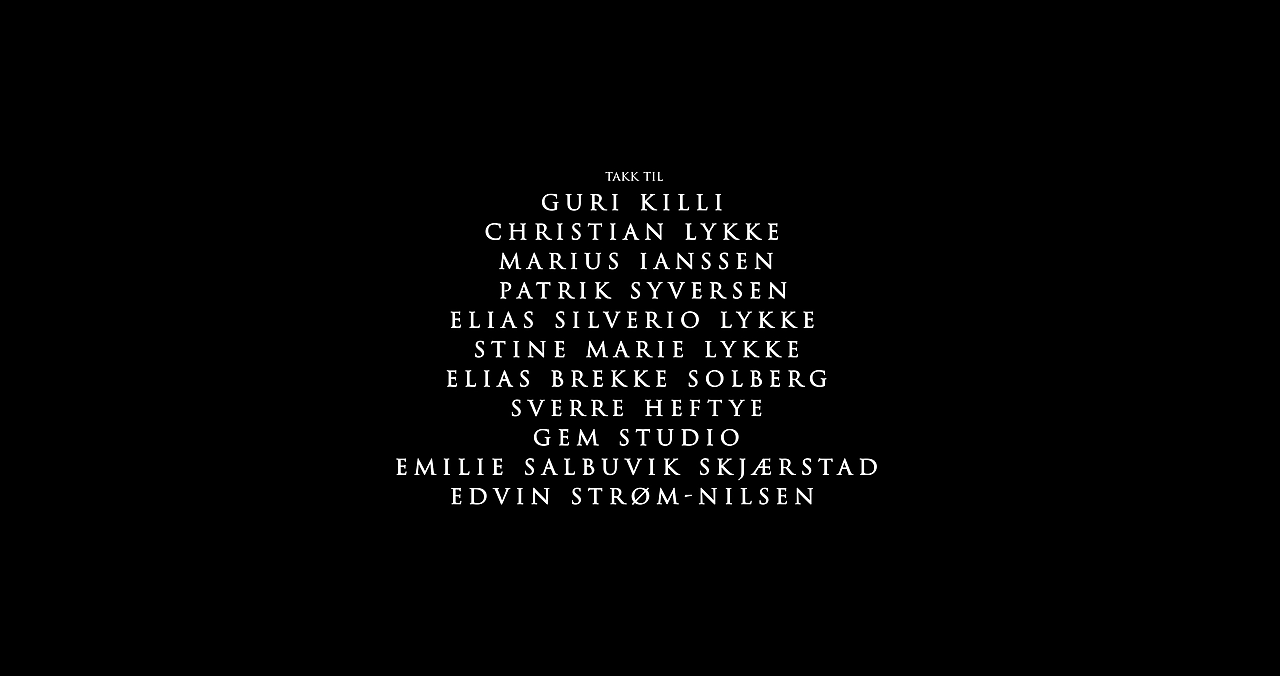 TAKK TIL
GURI KILLI
CHRISTIAN LYKKE
MARIUS IANSSEN
PATRIK SYVERSEN
ELIAS SILVERIO LYKKE
STINE MARIE LYKKE
ELIAS BREKKE SOLBERG
SVERRE HEFTYE
GEM STUDIO
EMILIE SALBUVIK SKJÆRSTAD
EDVIN STRØM-NILSEN